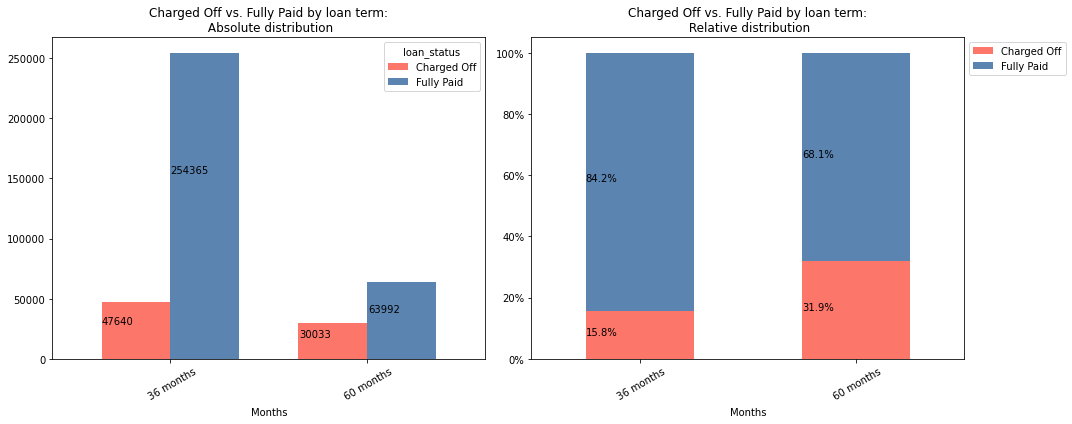 Charged Off vs. Fully Paid by loan term:
Absolute distribution
loan_status
Charged Off
Fully Paid
250000
200000
150000
100000
50000
0
254365
47640
63992
30033
36 months
60 months
Months
Charged Off vs. Fully Paid by loan term:
Relative distribution
Charged Off
Fully Paid
100%
80%
60%
40%
20%
0%
84.2%
68.1%
15.8%
31.9%
36 months
60 months
Months